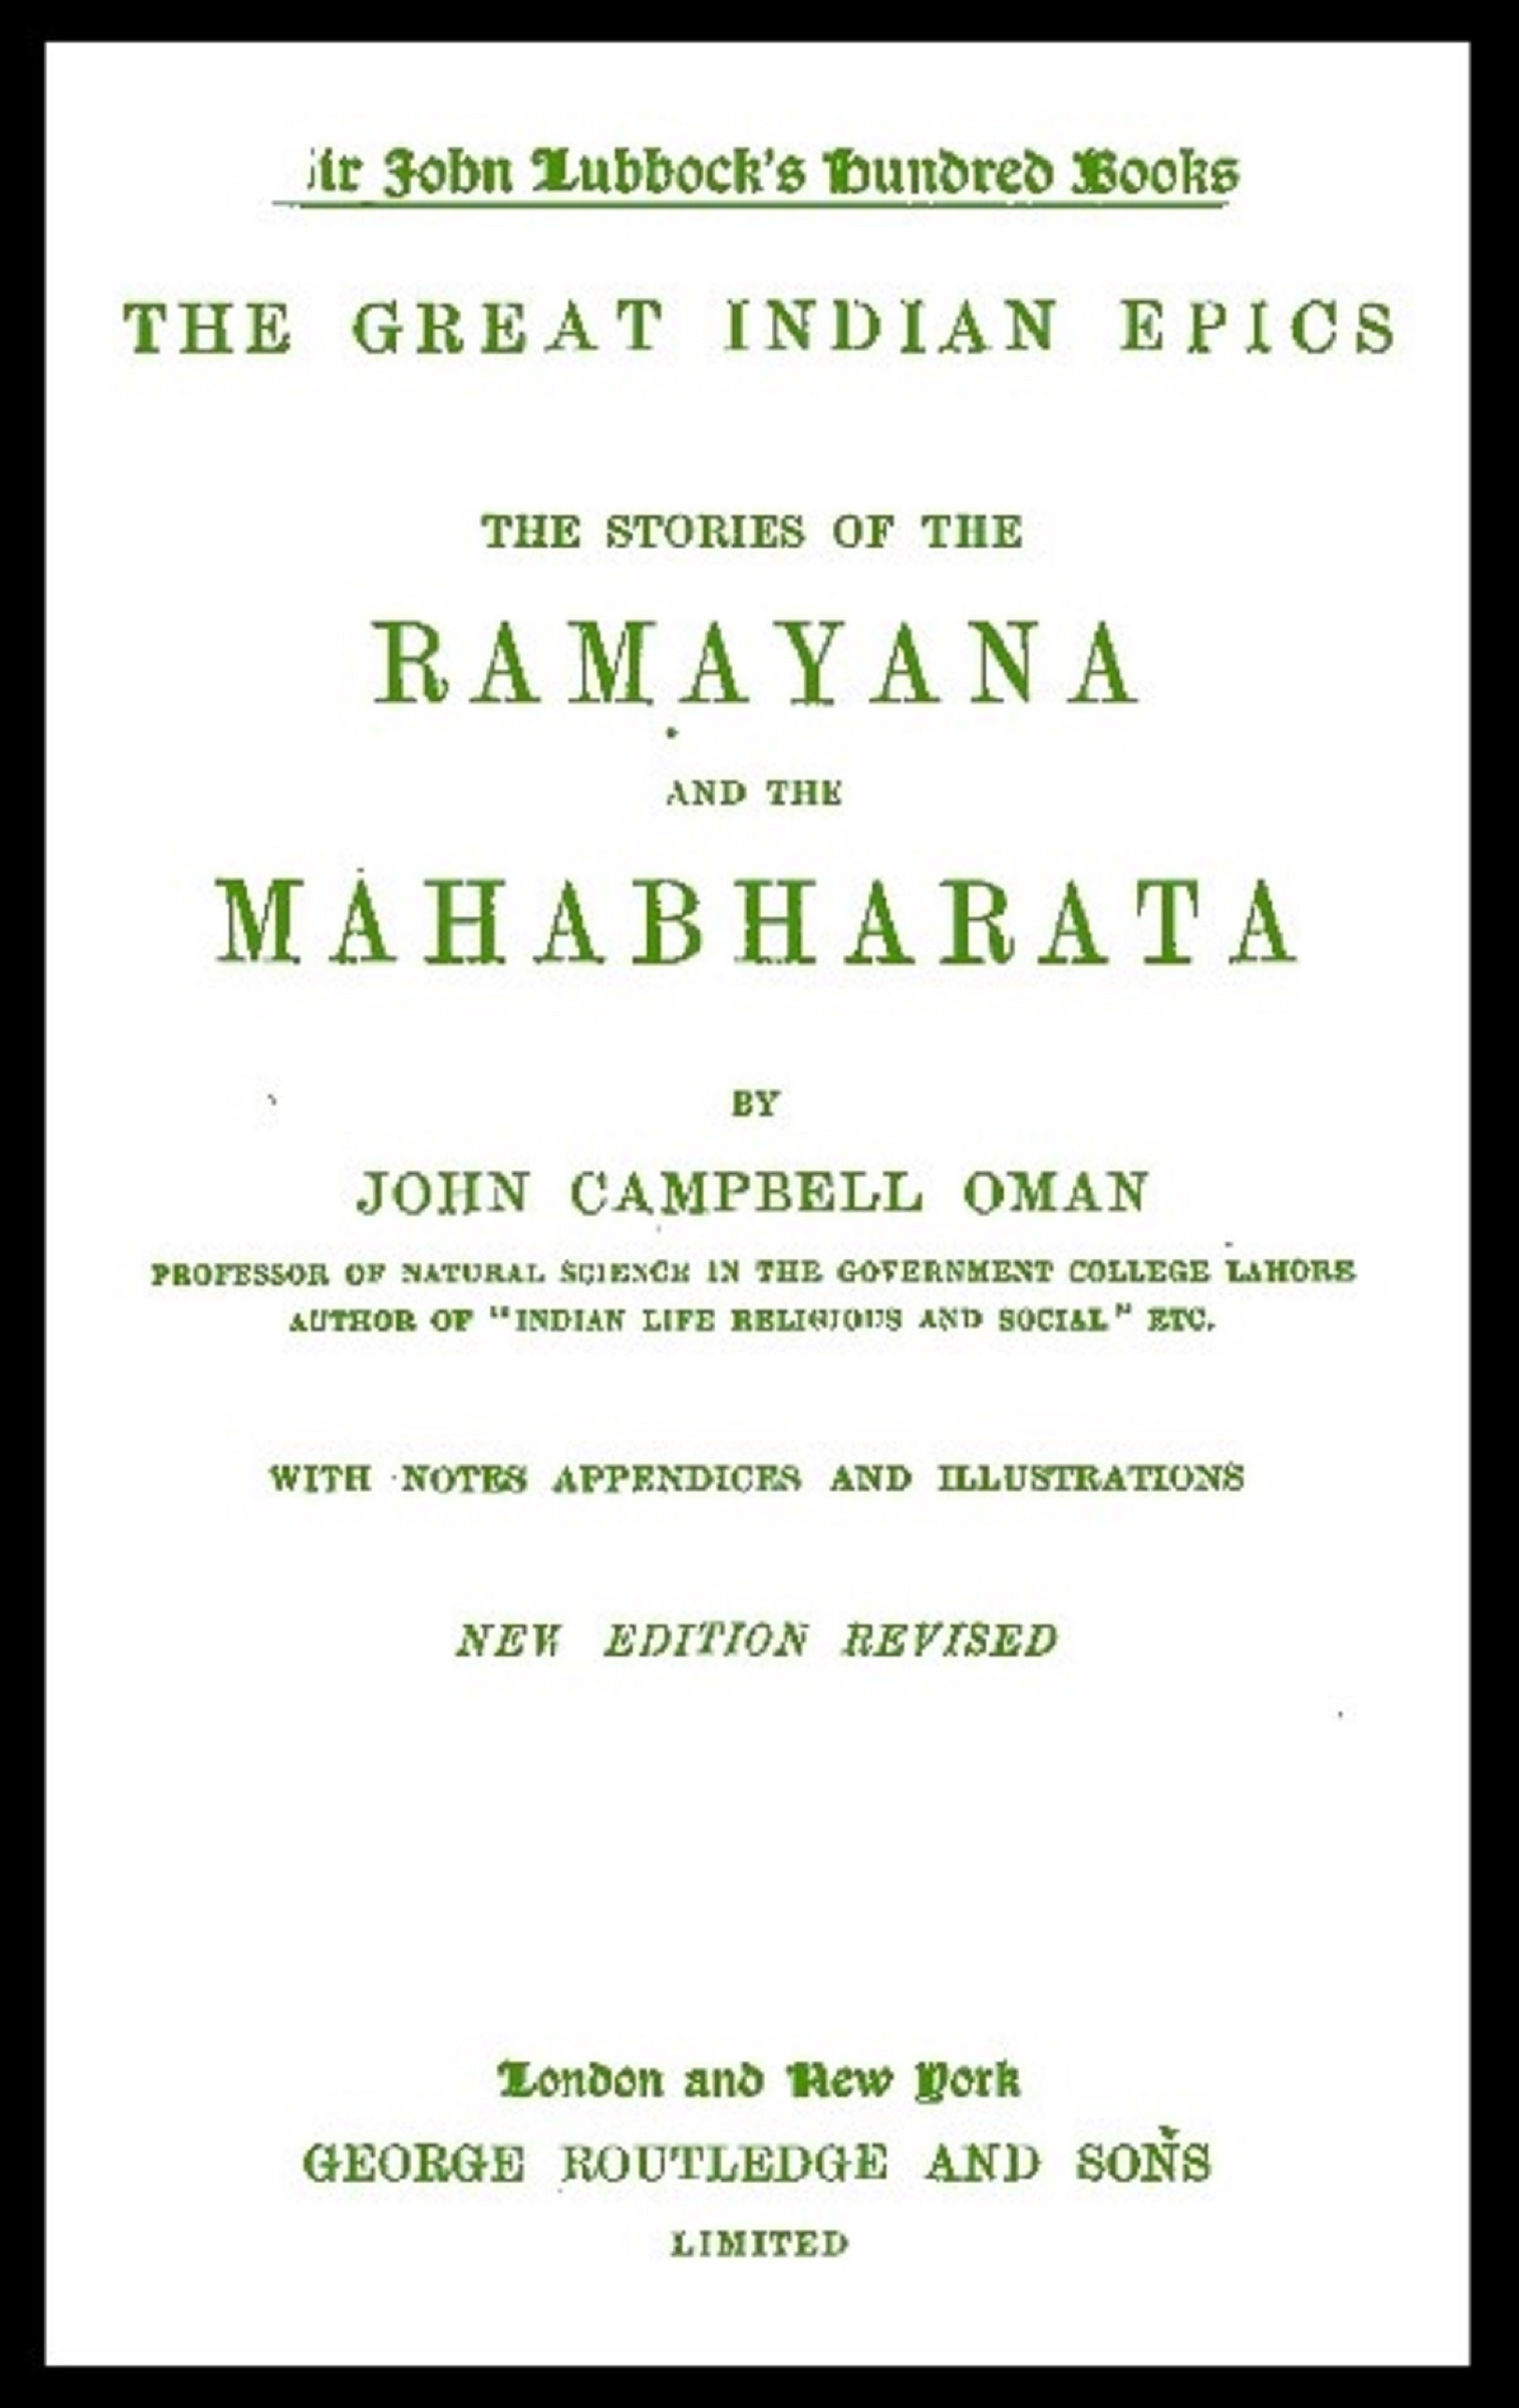 Sir John Lubbock's Hundred Books
THE GREAT INDIAN EPICS
THE STORIES OF THE
RAMAYANA
AND THE
MAHABHARATA
BY
JOHN CAMPBELL OMAN
PROFESSOR OF NATURAL SCIENCE IN THE GOVERNMENT COLLEGE LAHORE
AUTHOR OF "INDIAN LIFE RELIGIOUS AND SOCIAL" ETC.
WITH NOTES APPENDICES AND ILLUSTRATIONS
NEW EDITION REVISED
London and New York
GEORGE ROUTLEDGE AND SONS
LIMITED